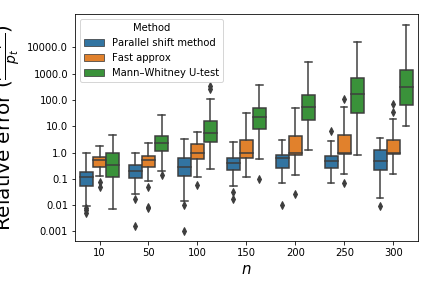 Method
Parallel shift method
Fast approx
Mann–Whitney U-test
10000.0
1000.0
100.0
10.0
1.0
0.1
0.01
0.001
10 50 100 150 200 250 300
n
Relative error
p_t